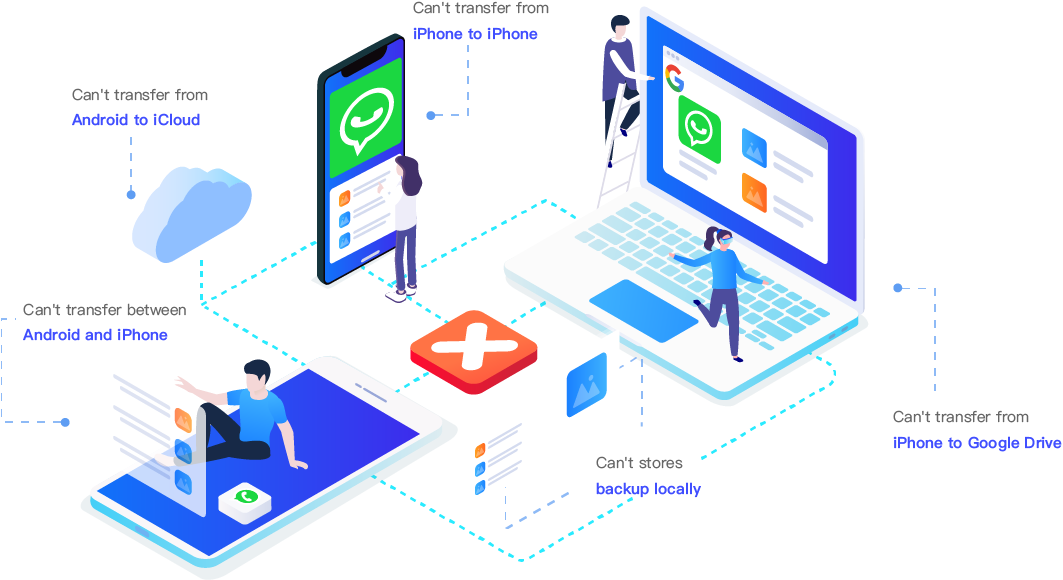 Can't transfer from
iPhone to iPhone
Can't transfer from
Android to iCloud
Can't transfer between
Android and iPhone
Can't transfer from
iPhone to Google Drive
Can't stores
backup locally